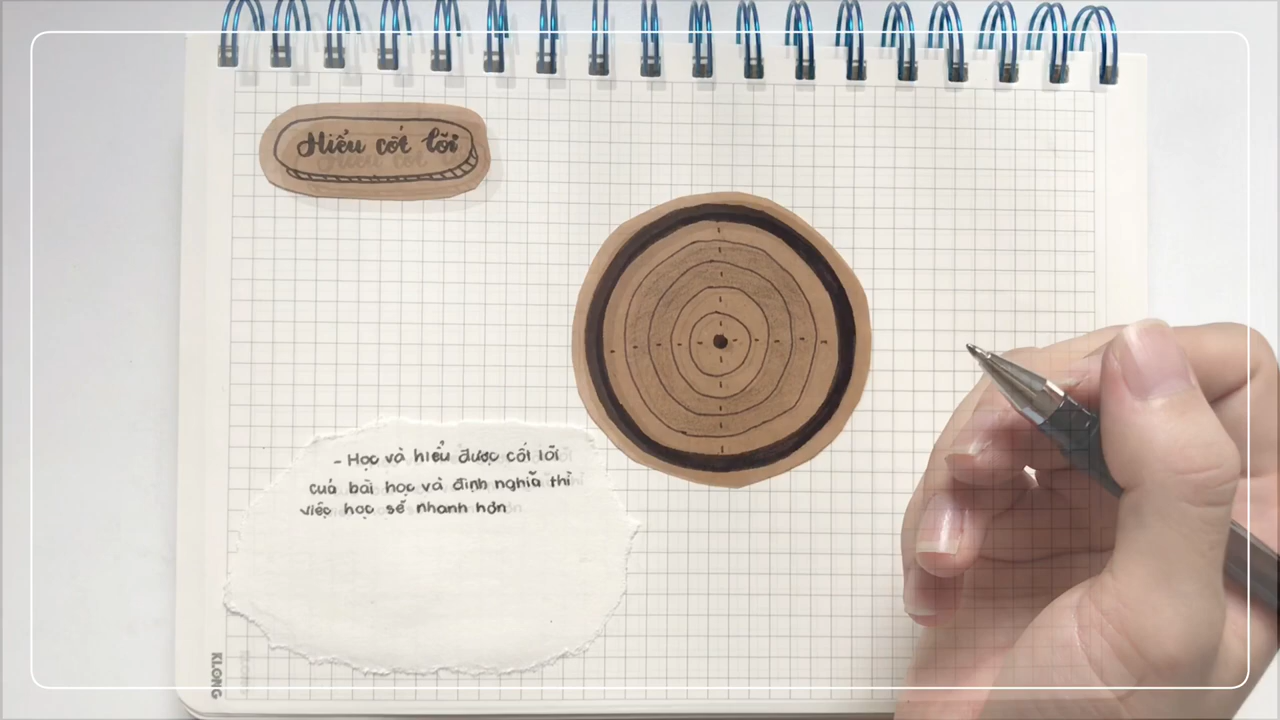 Hiểu cốt lõi
- Học và hiểu được cốt lõi
của bài học và định nghĩa thì
việc học sẽ nhanh hơn
KLONG